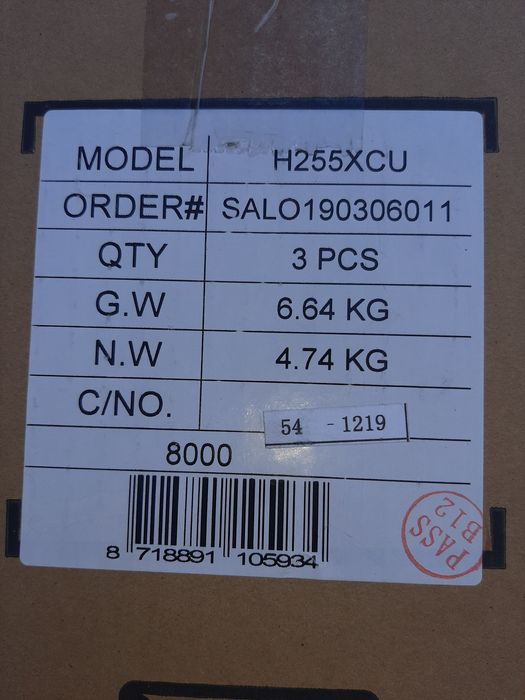 MODEL H255XCU
ORDER# SALO190306011
QTY 3 PCS
G.W 6.64 KG
N.W 4.74 KG
C/NO. 54 - 1219
8000
8 718891 105934
PASS
B12